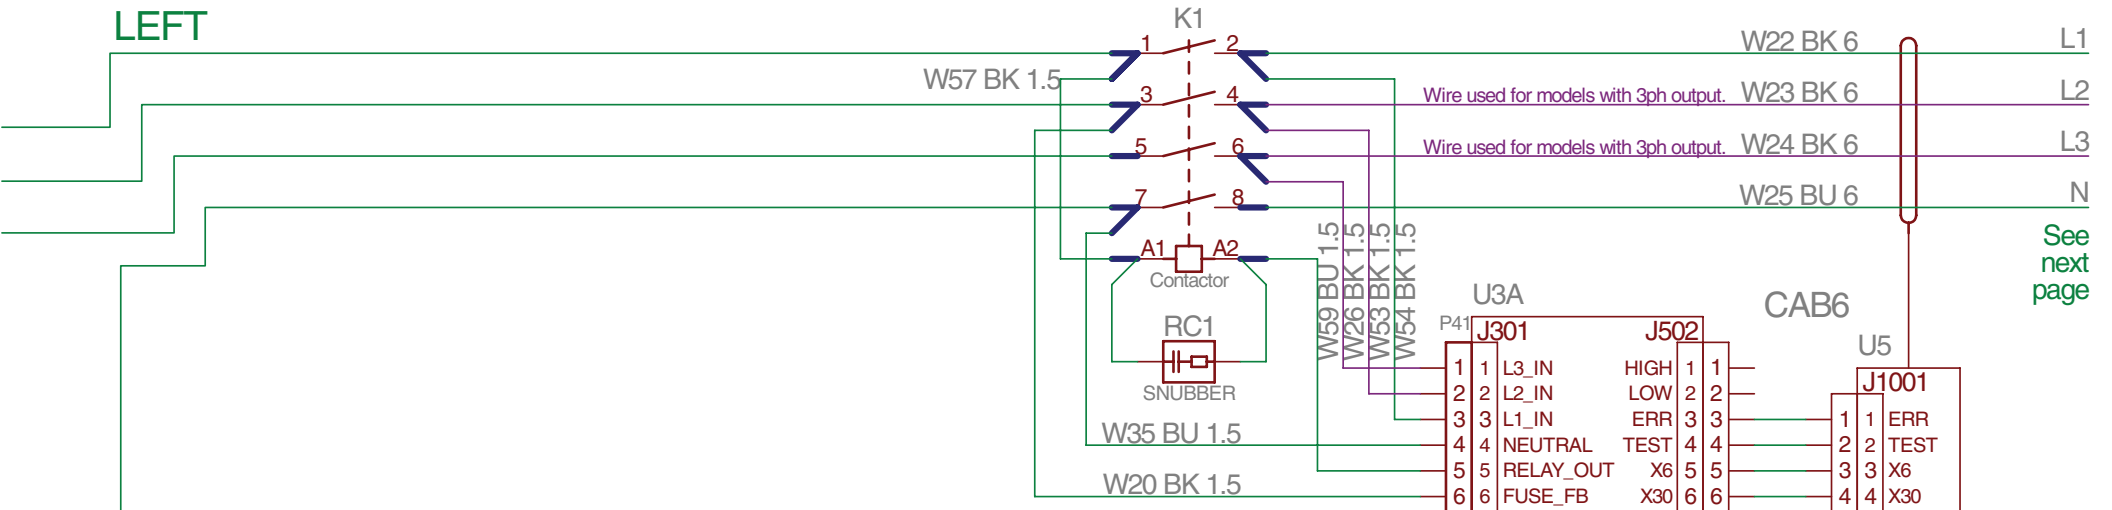 LEFT
K1
1 2 W22 BK 6 L1
W57 BK 1.5
3 4 Wire used for models with 3ph output. W23 BK 6 L2
5 6 Wire used for models with 3ph output. W24 BK 6 L3
7 8 W25 BU 6 N
See
next
page
A1 A2
Contactor
W59 BU 1.5
W26 BK 1.5
W53 BK 1.5
W54 BK 1.5
RC1
SNUBBER
W35 BU 1.5
W20 BK 1.5
U3A
P41
J301 J502
1 1 L3_IN HIGH 1 1
2 2 L2_IN LOW 2 2
3 3 L1_IN ERR 3 3
4 4 NEUTRAL TEST 4 4
5 5 RELAY_OUT X6 5 5
6 6 FUSE_FB X30 6 6
CAB6
U5
J1001
1 1 ERR
2 2 TEST
3 3 X6
4 4 X30